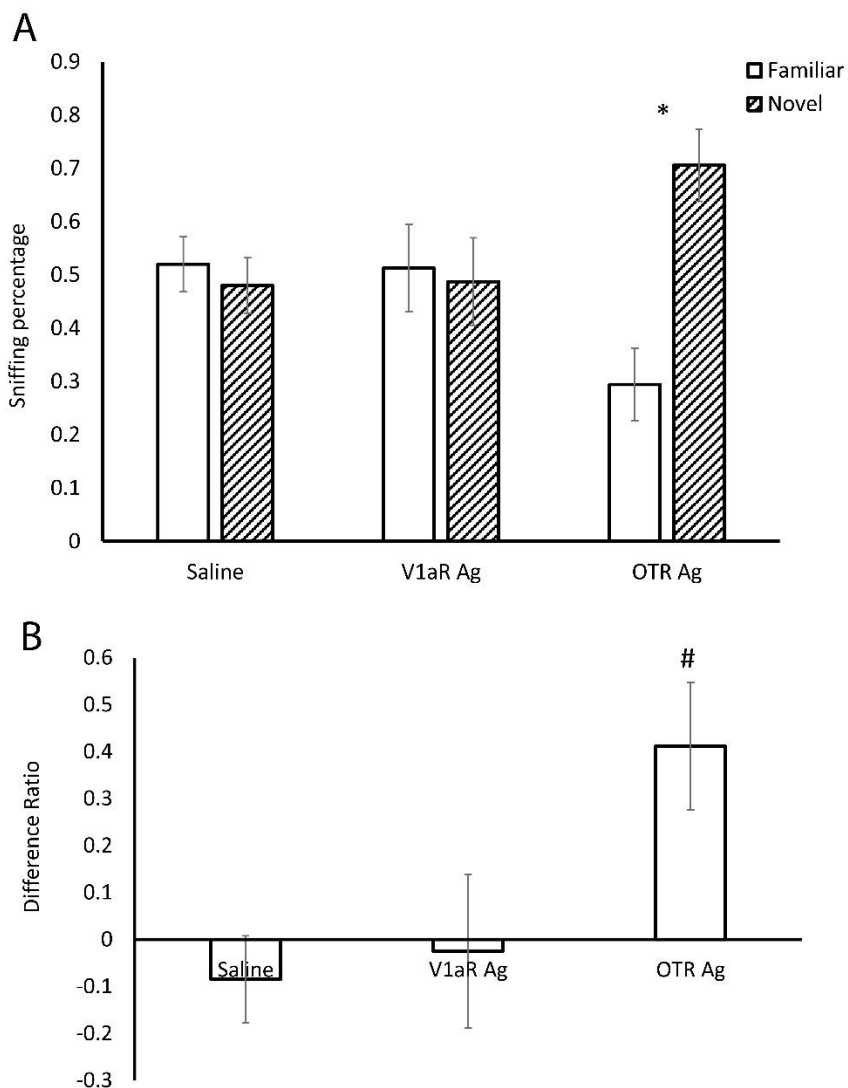 A
0.9
0.8
0.7
0.6
0.5
0.4
0.3
0.2
0.1
0
Sniffing percentage
Familiar
Novel
*
Saline V1aR Ag OTR Ag
B
0.6
0.5
0.4
0.3
0.2
0.1
0
-0.1
-0.2
-0.3
Difference Ratio
#
Saline V1aR Ag OTR Ag